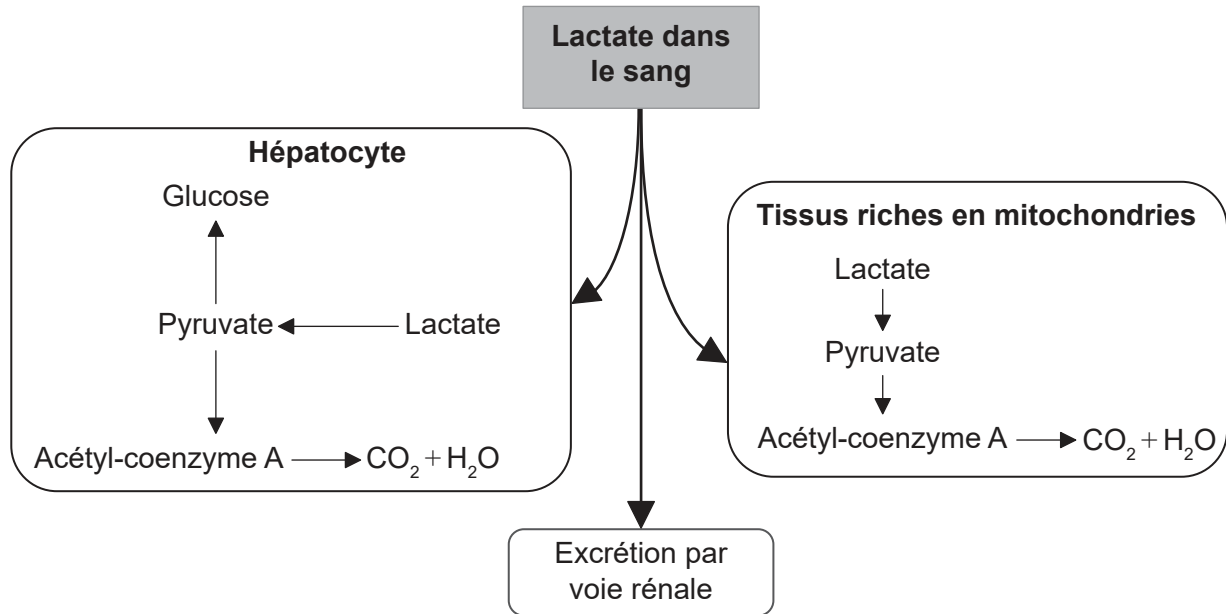 Lactate dans
le sang
Hépatocyte
Glucose
Pyruvate
Lactate
Acétyl-coenzyme A
CO₂ + H₂O
Tissus riches en mitochondries
Lactate
Pyruvate
Acétyl-coenzyme A
CO₂ + H₂O
Excrétion par
voie rénale